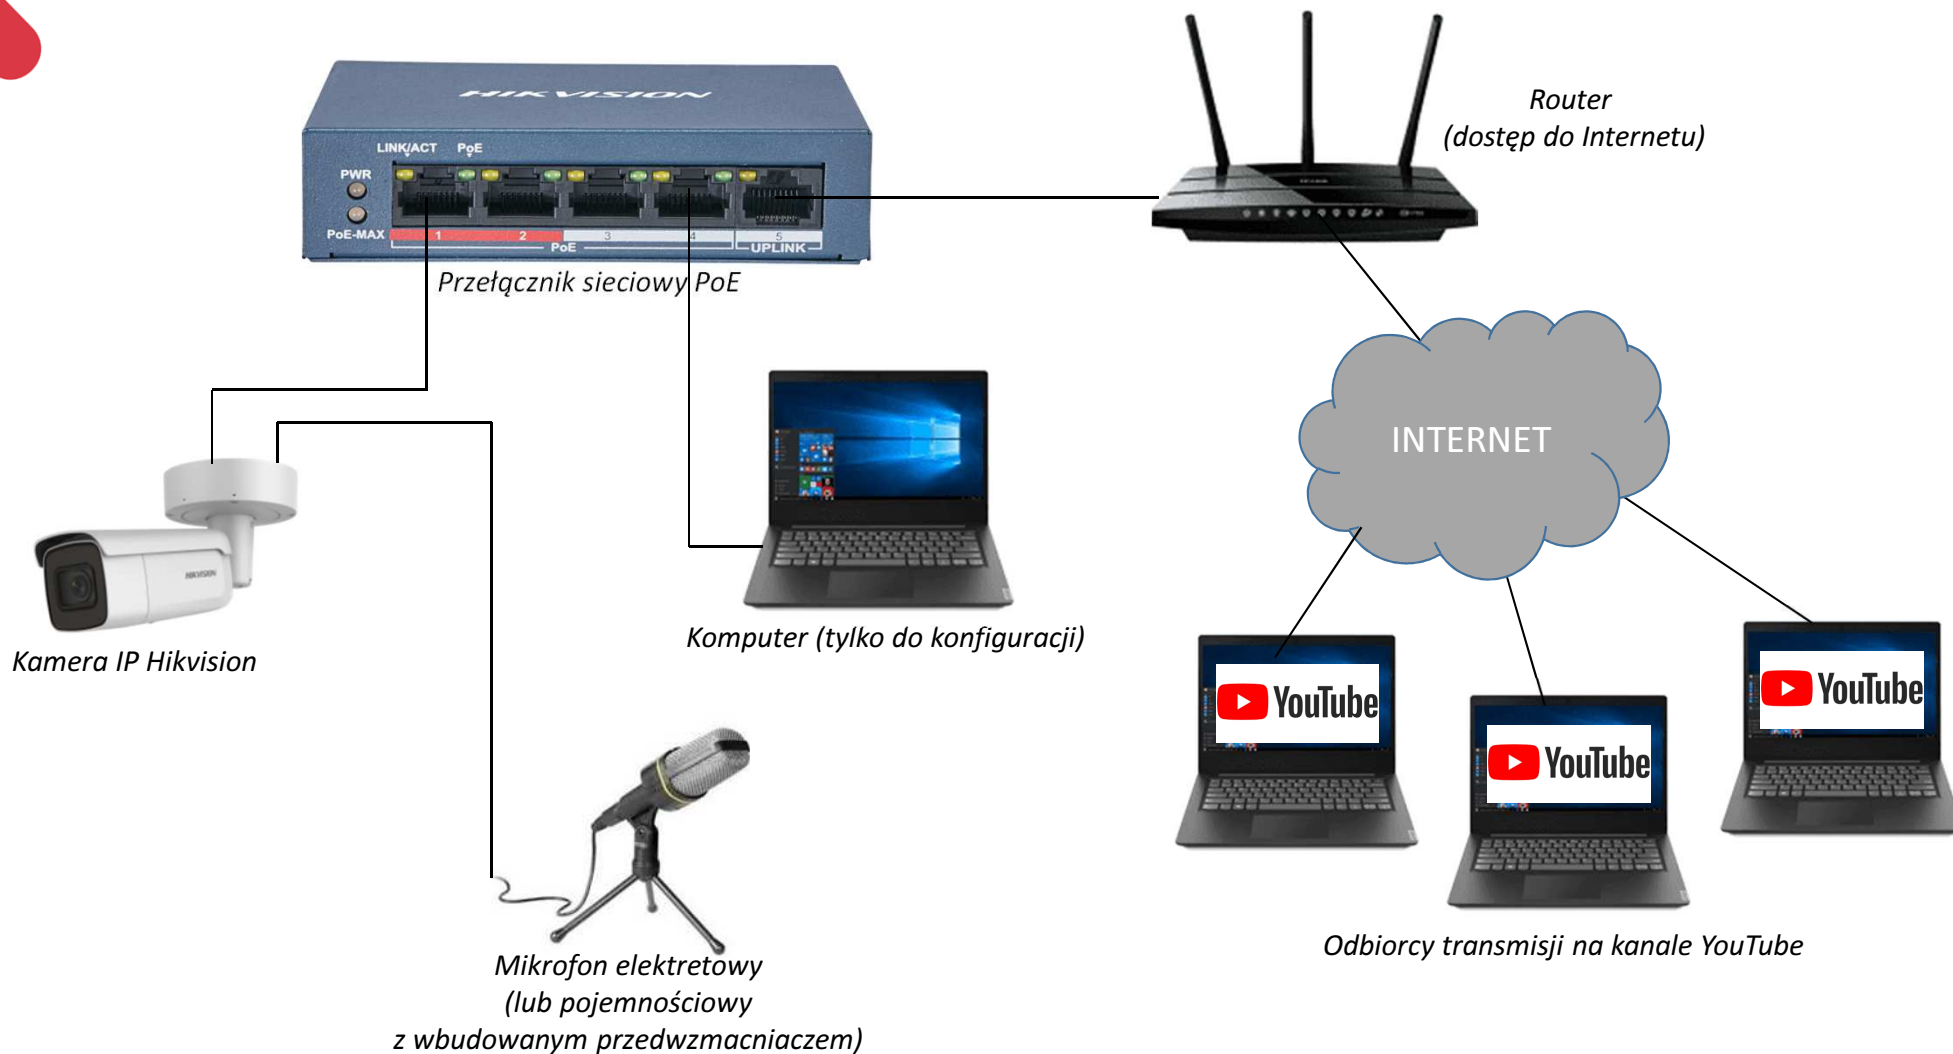 HIKVISION
LINK/ACT PoE
PWR
PoE-MAX
1 2 3 4 5
PoE UPLINK
Przełącznik sieciowy PoE
Router
(dostęp do Internetu)
INTERNET
HIKVISION
Kamera IP Hikvision
Komputer (tylko do konfiguracji)
YouTube
YouTube
YouTube
Mikrofon elektretowy
(lub pojemnościowy
z wbudowanym przedwzmacniaczem)
Odbiorcy transmisji na kanale YouTube